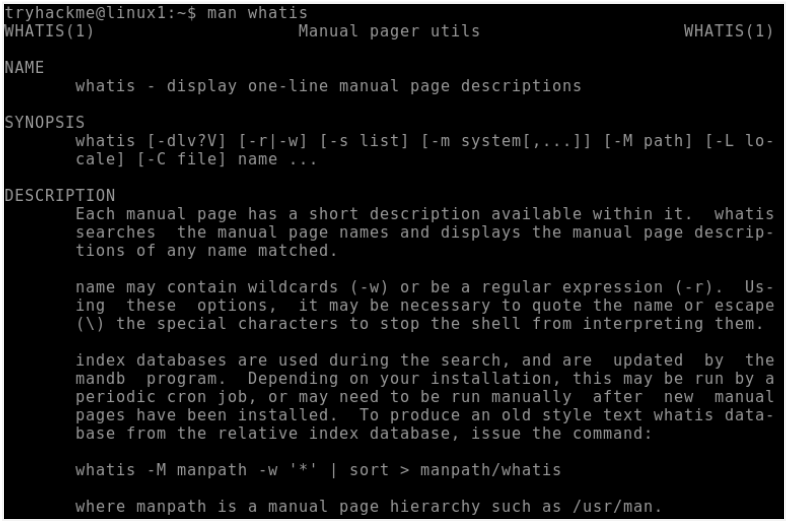 tryhackme@linux1:~$ man whatis
WHATIS(1) Manual pager utils WHATIS(1)
NAME
whatis - display one-line manual page descriptions
SYNOPSIS
whatis [-dlv?V] [-r|-w] [-s list] [-m system[,...]] [-M path] [-L lo-
cale] [-C file] name ...
DESCRIPTION
Each manual page has a short description available within it.  whatis
searches  the manual page names and displays the manual page descrip-
tions of any name matched.
name may contain wildcards (-w) or be a regular expression (-r).  Us-
ing  these  options,  it may be necessary to quote the name or escape
(\) the special characters to stop the shell from interpreting them.
index databases are used during the search, and are  updated  by  the
mandb  program.  Depending on your installation, this may be run by a
periodic cron job, or may need to be run manually  after  new  manual
pages have been installed.  To produce an old style text whatis data-
base from the relative index database, issue the command:
whatis -M manpath -w '*' | sort > manpath/whatis
where manpath is a manual page hierarchy such as /usr/man.